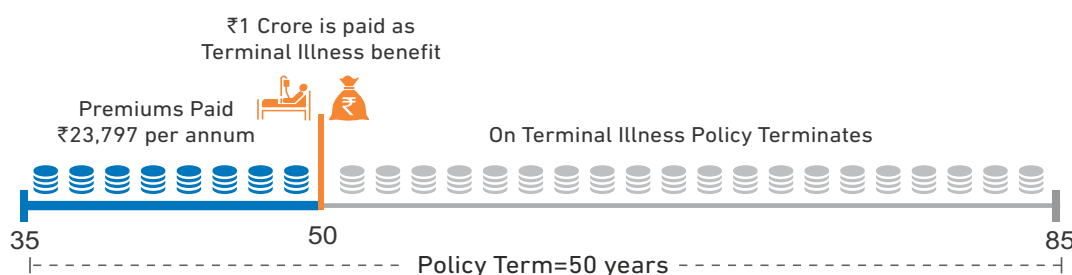 ₹1 Crore is paid as
Terminal Illness benefit
Premiums Paid
₹23,797 per annum
₹
On Terminal Illness Policy Terminates
35
50
85
Policy Term=50 years